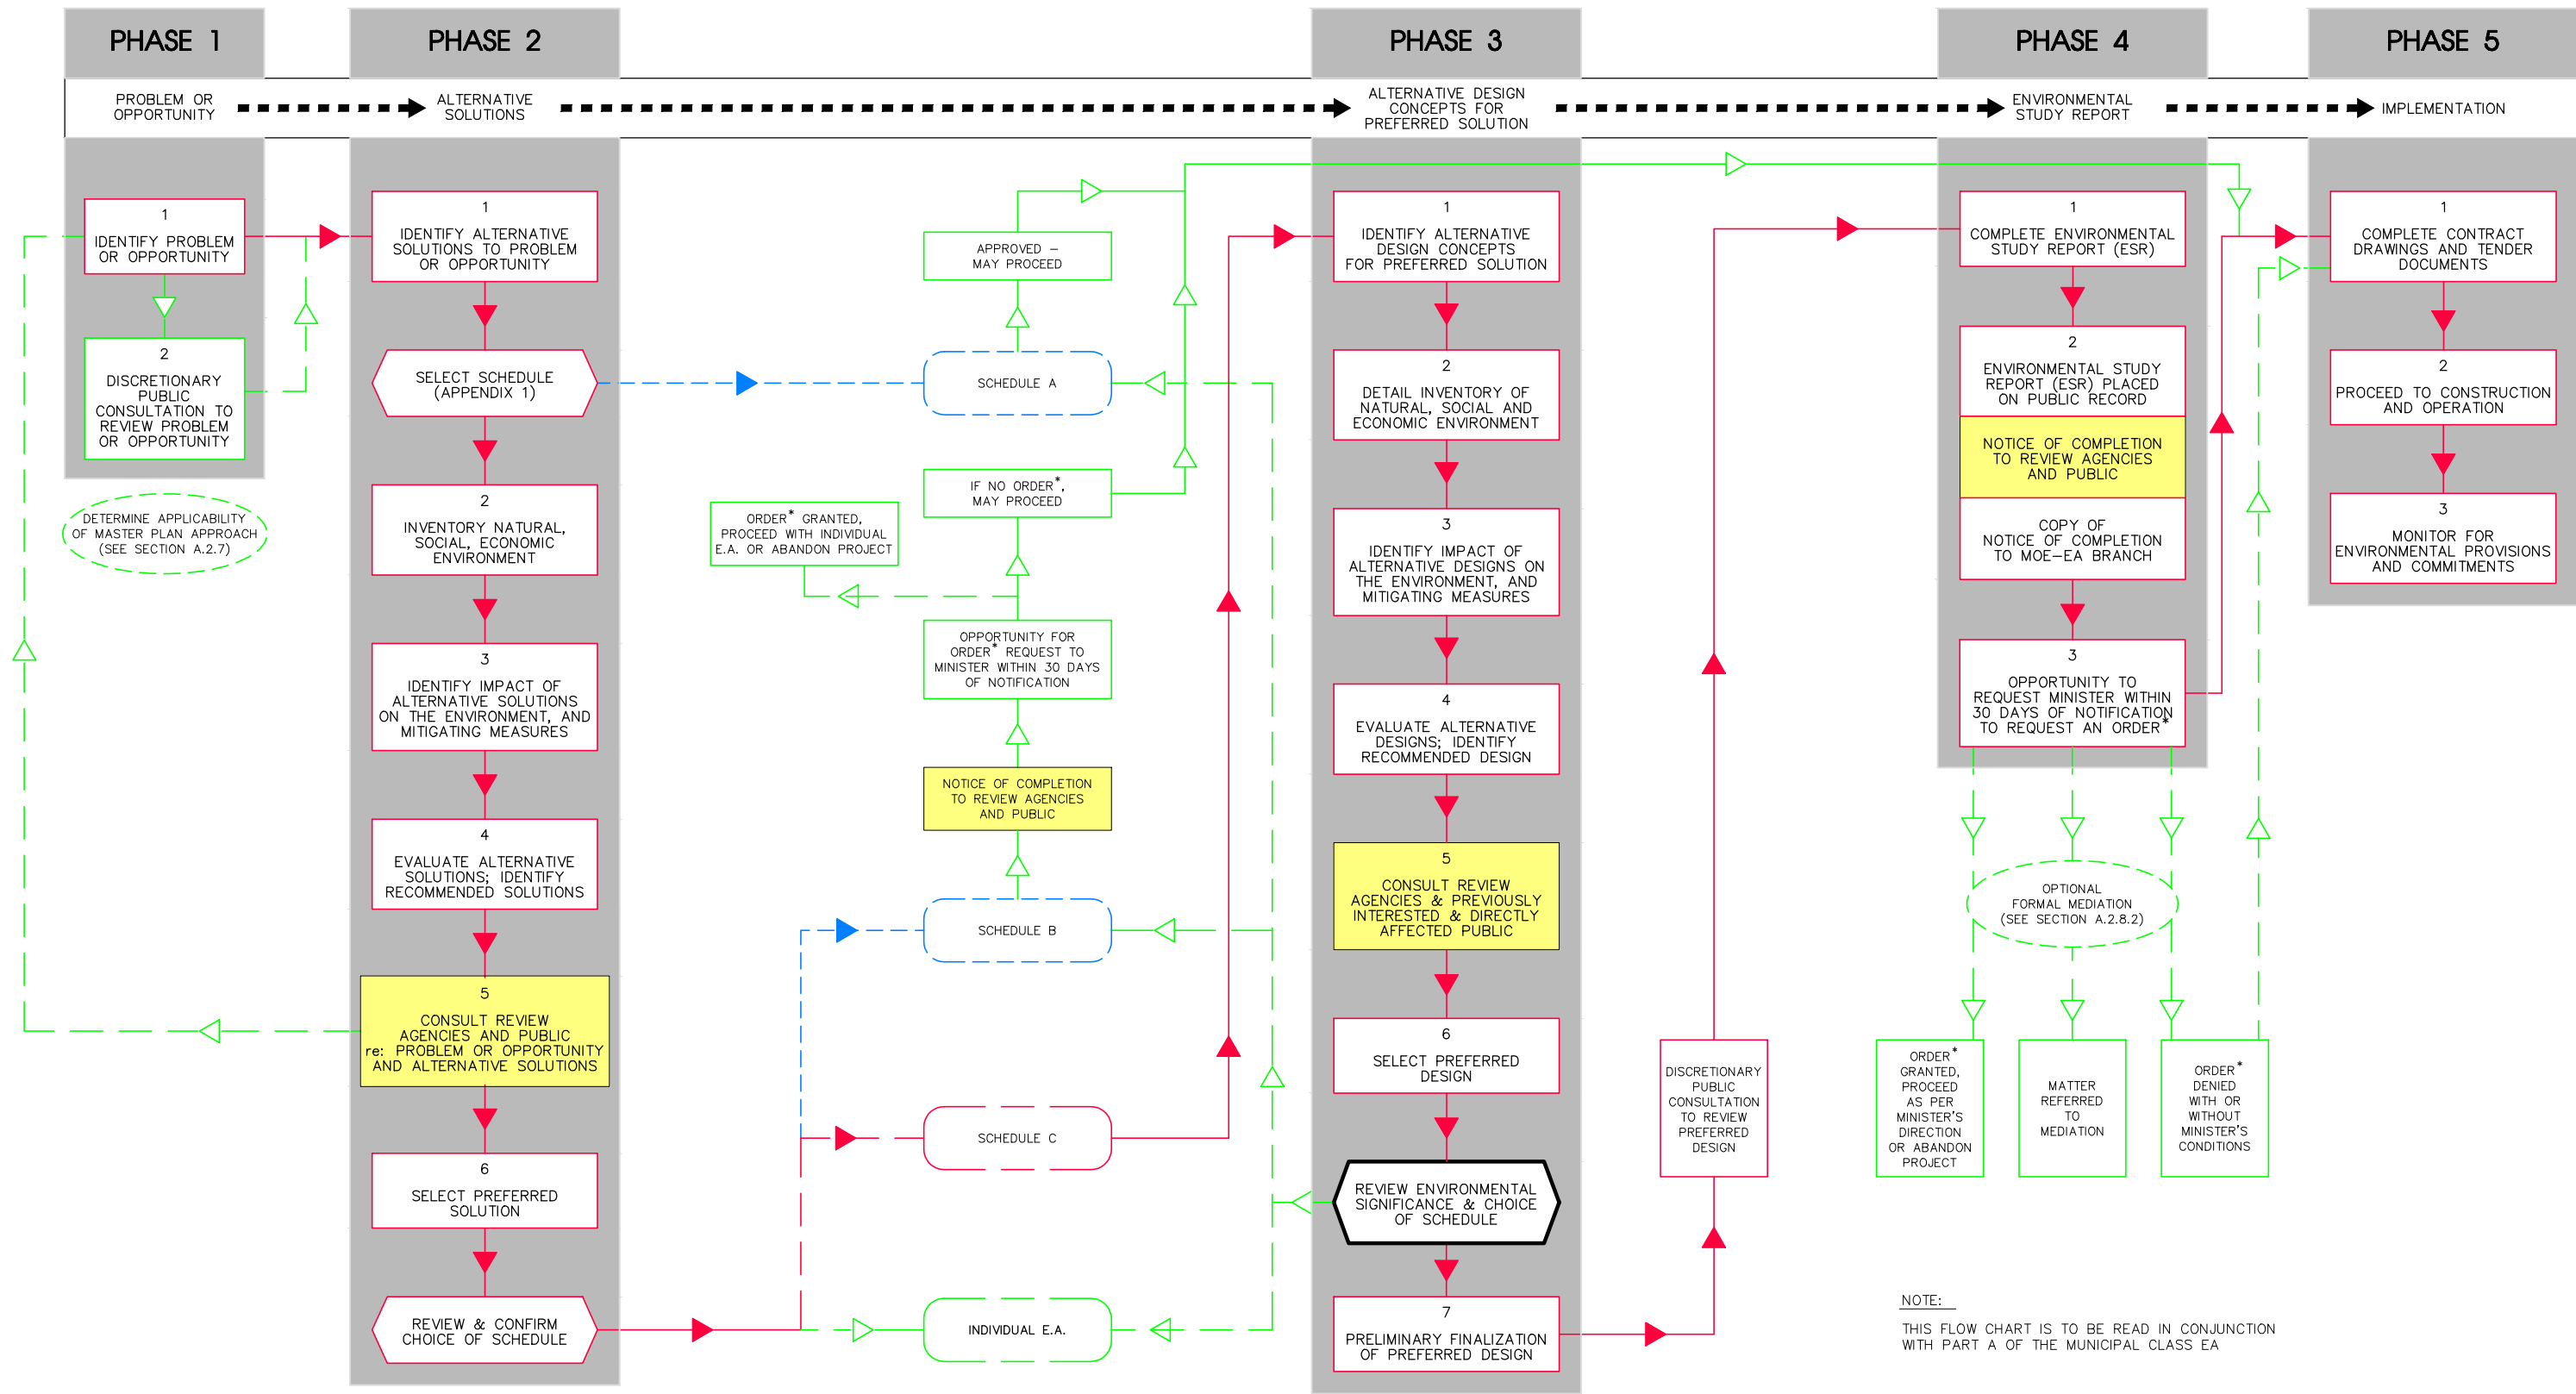 PHASE 1
PHASE 2
PHASE 3
PHASE 4
PHASE 5
PROBLEM OR
OPPORTUNITY
ALTERNATIVE
SOLUTIONS
ALTERNATIVE DESIGN
CONCEPTS FOR
PREFERRED SOLUTION
ENVIRONMENTAL
STUDY REPORT
IMPLEMENTATION
1
IDENTIFY PROBLEM
OR OPPORTUNITY
2
DISCRETIONARY
PUBLIC
CONSULTATION TO
REVIEW PROBLEM
OR OPPORTUNITY
DETERMINE APPLICABILITY
OF MASTER PLAN APPROACH
(SEE SECTION A.2.7)
1
IDENTIFY ALTERNATIVE
SOLUTIONS TO PROBLEM
OR OPPORTUNITY
SELECT SCHEDULE
(APPENDIX 1)
2
INVENTORY NATURAL,
SOCIAL, ECONOMIC
ENVIRONMENT
3
IDENTIFY IMPACT OF
ALTERNATIVE SOLUTIONS
ON THE ENVIRONMENT, AND
MITIGATING MEASURES
4
EVALUATE ALTERNATIVE
SOLUTIONS; IDENTIFY
RECOMMENDED SOLUTIONS
5
CONSULT REVIEW
AGENCIES AND PUBLIC
re: PROBLEM OR OPPORTUNITY
AND ALTERNATIVE SOLUTIONS
6
SELECT PREFERRED
SOLUTION
REVIEW & CONFIRM
CHOICE OF SCHEDULE
APPROVED –
MAY PROCEED
SCHEDULE A
IF NO ORDER*,
MAY PROCEED
ORDER* GRANTED,
PROCEED WITH INDIVIDUAL
E.A. OR ABANDON PROJECT
OPPORTUNITY FOR
ORDER* REQUEST TO
MINISTER WITHIN 30 DAYS
OF NOTIFICATION
NOTICE OF COMPLETION
TO REVIEW AGENCIES
AND PUBLIC
SCHEDULE B
SCHEDULE C
INDIVIDUAL E.A.
1
IDENTIFY ALTERNATIVE
DESIGN CONCEPTS
FOR PREFERRED SOLUTION
2
DETAIL INVENTORY OF
NATURAL, SOCIAL AND
ECONOMIC ENVIRONMENT
3
IDENTIFY IMPACT OF
ALTERNATIVE DESIGNS ON
THE ENVIRONMENT, AND
MITIGATING MEASURES
4
EVALUATE ALTERNATIVE
DESIGNS; IDENTIFY
RECOMMENDED DESIGN
5
CONSULT REVIEW
AGENCIES & PREVIOUSLY
INTERESTED & DIRECTLY
AFFECTED PUBLIC
6
SELECT PREFERRED
DESIGN
REVIEW ENVIRONMENTAL
SIGNIFICANCE & CHOICE
OF SCHEDULE
7
PRELIMINARY FINALIZATION
OF PREFERRED DESIGN
DISCRETIONARY
PUBLIC
CONSULTATION
TO REVIEW
PREFERRED
DESIGN
1
COMPLETE ENVIRONMENTAL
STUDY REPORT (ESR)
2
ENVIRONMENTAL STUDY
REPORT (ESR) PLACED
ON PUBLIC RECORD
NOTICE OF COMPLETION
TO REVIEW AGENCIES
AND PUBLIC
COPY OF
NOTICE OF COMPLETION
TO MOE–EA BRANCH
3
OPPORTUNITY TO
REQUEST MINISTER WITHIN
30 DAYS OF NOTIFICATION
TO REQUEST AN ORDER*
OPTIONAL
FORMAL MEDIATION
(SEE SECTION A.2.8.2)
ORDER*
GRANTED,
PROCEED
AS PER
MINISTER'S
DIRECTION
OR ABANDON
PROJECT
MATTER
REFERRED
TO
MEDIATION
ORDER*
DENIED
WITH OR
WITHOUT
MINISTER'S
CONDITIONS
1
COMPLETE CONTRACT
DRAWINGS AND TENDER
DOCUMENTS
2
PROCEED TO CONSTRUCTION
AND OPERATION
3
MONITOR FOR
ENVIRONMENTAL PROVISIONS
AND COMMITMENTS
NOTE:
THIS FLOW CHART IS TO BE READ IN CONJUNCTION
WITH PART A OF THE MUNICIPAL CLASS EA